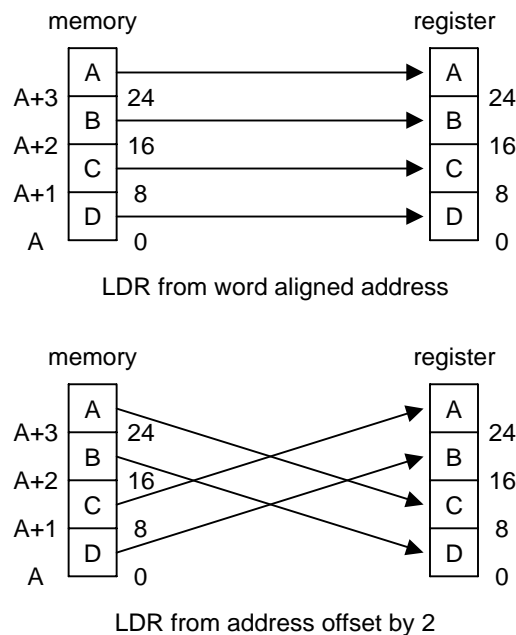 memory register
A A
A+3 24 24
B B
A+2 16 16
C C
A+1 8 8
D D
A 0 0
LDR from word aligned address
memory register
A A
A+3 24 24
B B
A+2 16 16
C C
A+1 8 8
D D
A 0 0
LDR from address offset by 2